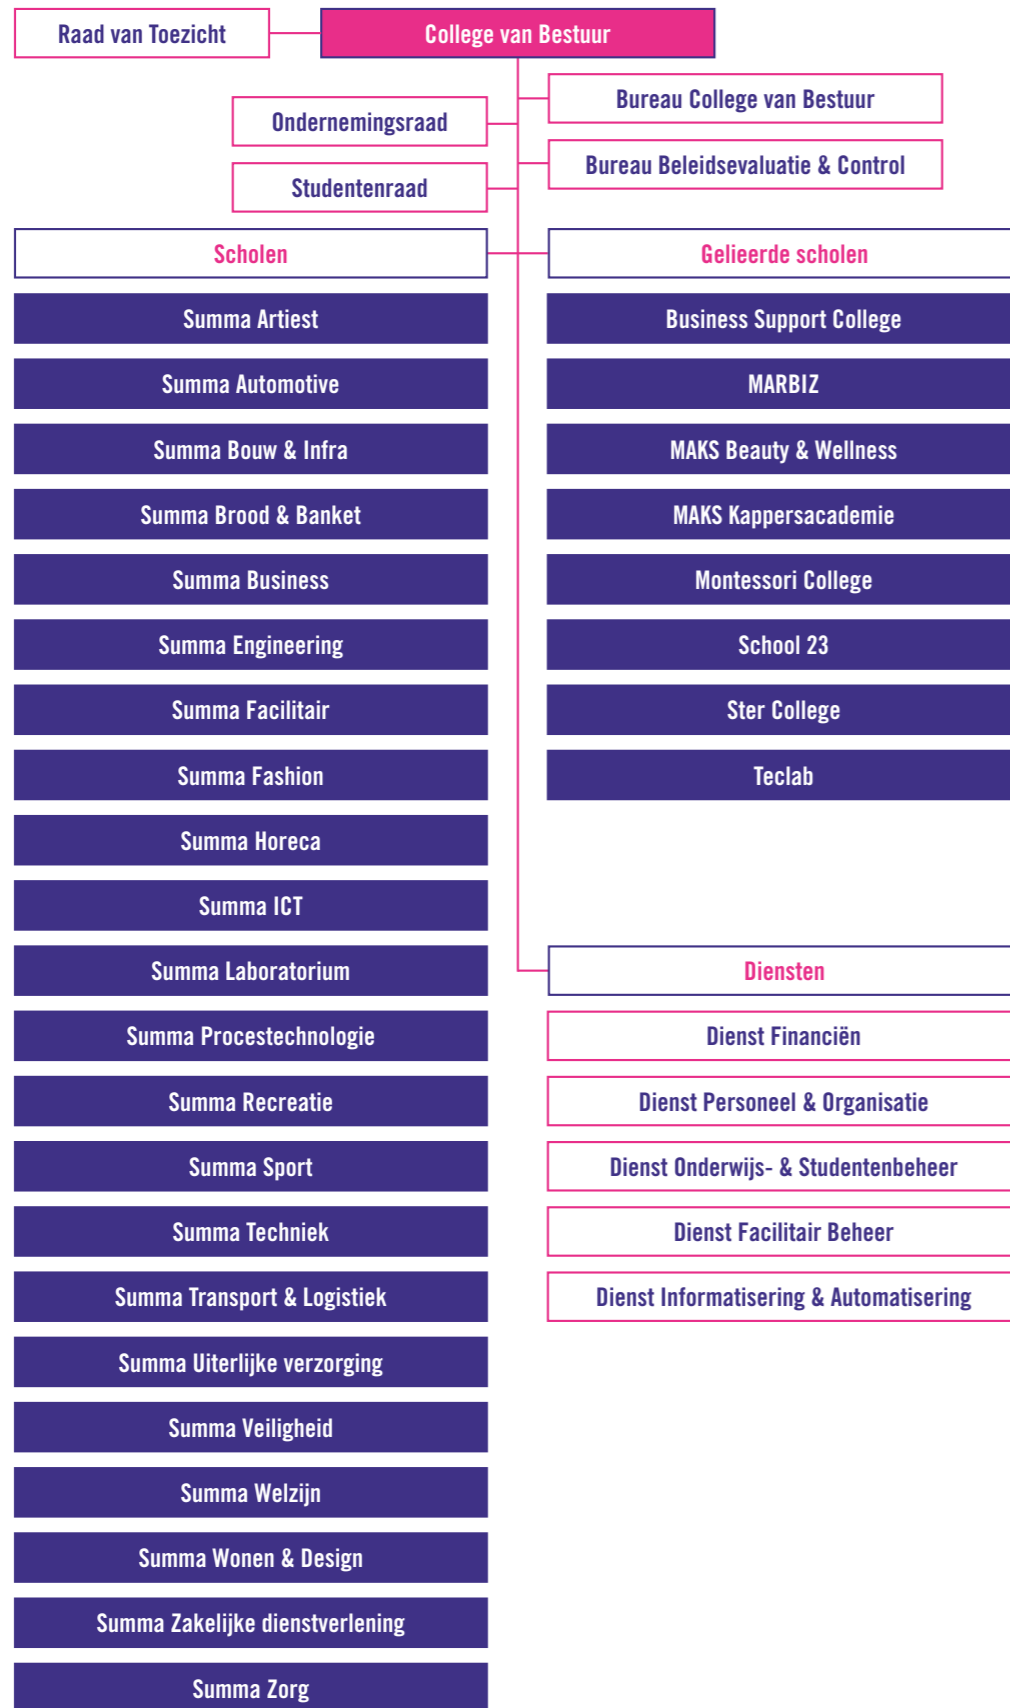 Raad van Toezicht
College van Bestuur
Bureau College van Bestuur
Ondernemingsraad
Bureau Beleidsevaluatie & Control
Studentenraad
Scholen
Summa Artiest
Summa Automotive
Summa Bouw & Infra
Summa Brood & Banket
Summa Business
Summa Engineering
Summa Facilitair
Summa Fashion
Summa Horeca
Summa ICT
Summa Laboratorium
Summa Procestechnologie
Summa Recreatie
Summa Sport
Summa Techniek
Summa Transport & Logistiek
Summa Uiterlijke verzorging
Summa Veiligheid
Summa Welzijn
Summa Wonen & Design
Summa Zakelijke dienstverlening
Summa Zorg
Gelieerde scholen
Business Support College
MARBIZ
MAKS Beauty & Wellness
MAKS Kappersacademie
Montessori College
School 23
Ster College
Teclab
Diensten
Dienst Financiën
Dienst Personeel & Organisatie
Dienst Onderwijs- & Studentenbeheer
Dienst Facilitair Beheer
Dienst Informatisering & Automatisering